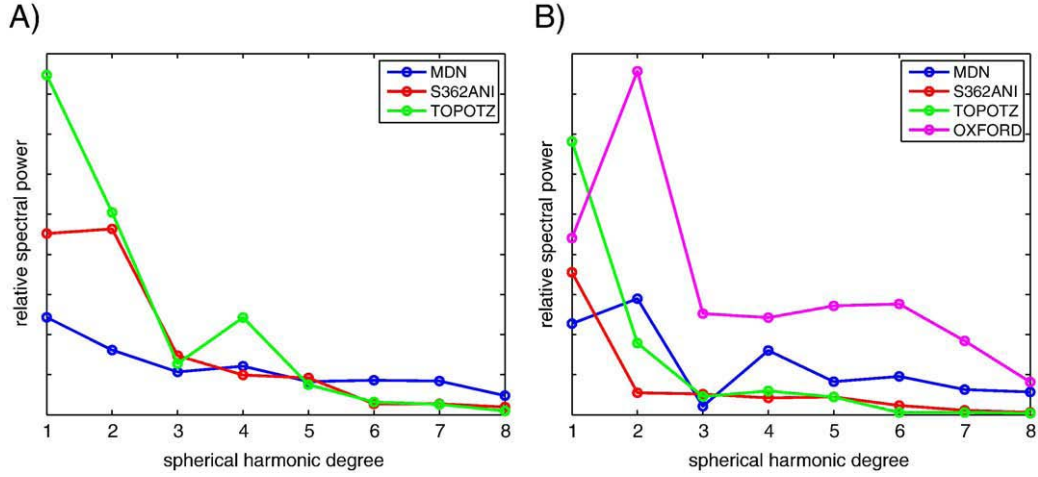 A)
MDN
S362ANI
TOPOTZ
relative spectral power
1 2 3 4 5 6 7 8
spherical harmonic degree
B)
MDN
S362ANI
TOPOTZ
OXFORD
relative spectral power
1 2 3 4 5 6 7 8
spherical harmonic degree